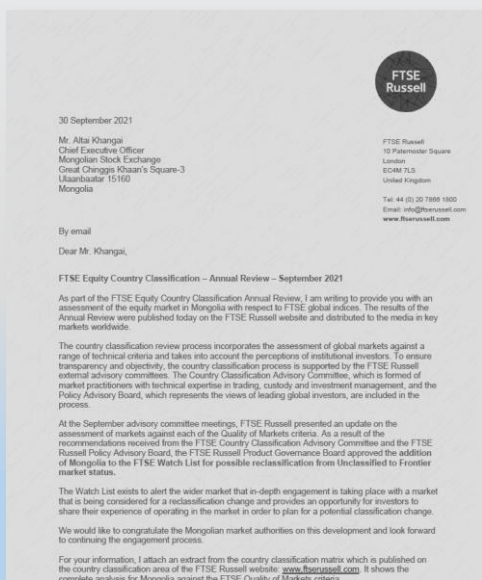 FTSE
Russell
30 September 2021
Mr. Altai Khangai
Chief Executive Officer
Mongolian Stock Exchange
Great Chinggis Khaan's Square-3
Ulaanbaatar 15160
Mongolia
FTSE Russell
10 Paternoster Square
London
EC4M 7LS
United Kingdom
Tel: 44 (0) 20 7866 1800
Email: info@ftserussell.com
www.ftserussell.com
By email
Dear Mr. Khangai,
FTSE Equity Country Classification – Annual Review – September 2021
As part of the FTSE Equity Country Classification Annual Review, I am writing to provide you with an
assessment of the equity market in Mongolia with respect to FTSE global indices. The results of the
Annual Review were published today on the FTSE Russell website and distributed to the media in key
markets worldwide.
The country classification review process incorporates the assessment of global markets against a
range of technical criteria and takes into account the perceptions of institutional investors. To ensure
transparency and objectivity, the country classification process is supported by the FTSE Russell
external advisory committees. The Country Classification Advisory Committee, which is formed of
market practitioners with technical expertise in trading, custody and investment management, and the
Policy Advisory Board, which represents the views of leading global investors, are included in the
process.
At the September advisory committee meetings, FTSE Russell presented an update on the
assessment of markets against each of the Quality of Markets criteria. As a result of the
recommendations received from the FTSE Country Classification Advisory Committee and the FTSE
Russell Policy Advisory Board, the FTSE Russell Product Governance Board approved the addition
of Mongolia to the FTSE Watch List for possible reclassification from Unclassified to Frontier
market status.
The Watch List exists to alert the wider market that in-depth engagement is taking place with a market
that is being considered for a reclassification change and provides an opportunity for investors to
share their experience of operating in the market in order to plan for a potential classification change.
We would like to congratulate the Mongolian market authorities on this development and look forward
to continuing the engagement process.
For your information, I attach an extract from the country classification matrix which is published on
the country classification area of the FTSE Russell website: www.ftserussell.com. It shows the
complete analysis for Mongolia against the FTSE Quality of Markets criteria.